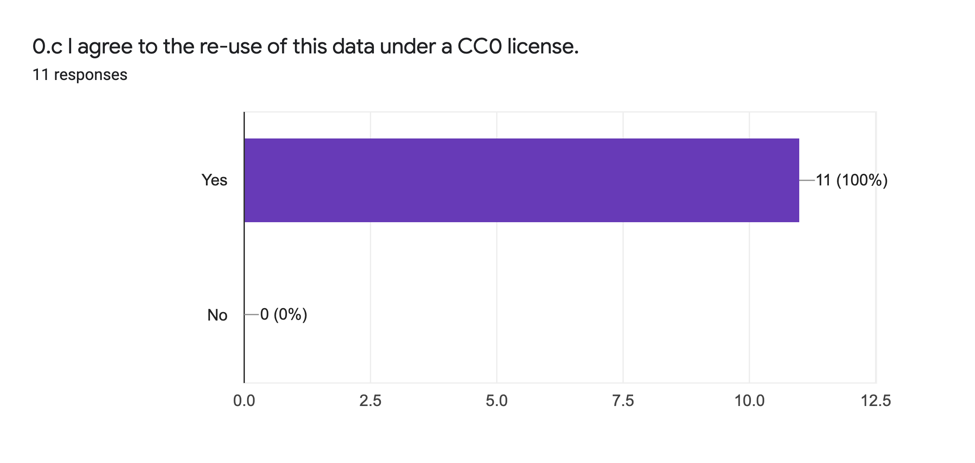 0.c I agree to the re-use of this data under a CC0 license.
11 responses
Yes
11 (100%)
No
0 (0%)
0.0 2.5 5.0 7.5 10.0 12.5